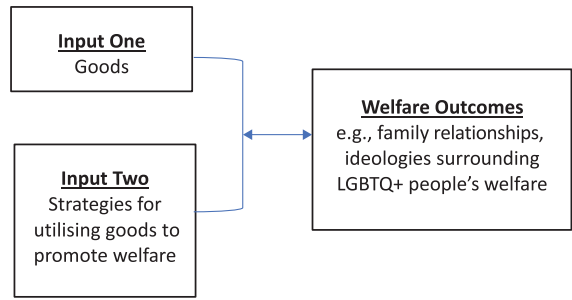 Input One
Goods
Input Two
Strategies for
utilising goods to
promote welfare
Welfare Outcomes
e.g., family relationships,
ideologies surrounding
LGBTQ+ people's welfare